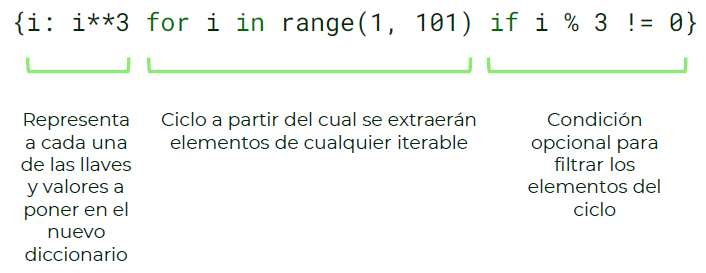 {i: i**3 for i in range(1, 101) if i % 3 != 0}
Representa
a cada una
de las llaves
y valores a
poner en el
nuevo
diccionario
Ciclo a partir del cual se extraerán
elementos de cualquier iterable
Condición
opcional para
filtrar los
elementos del
ciclo